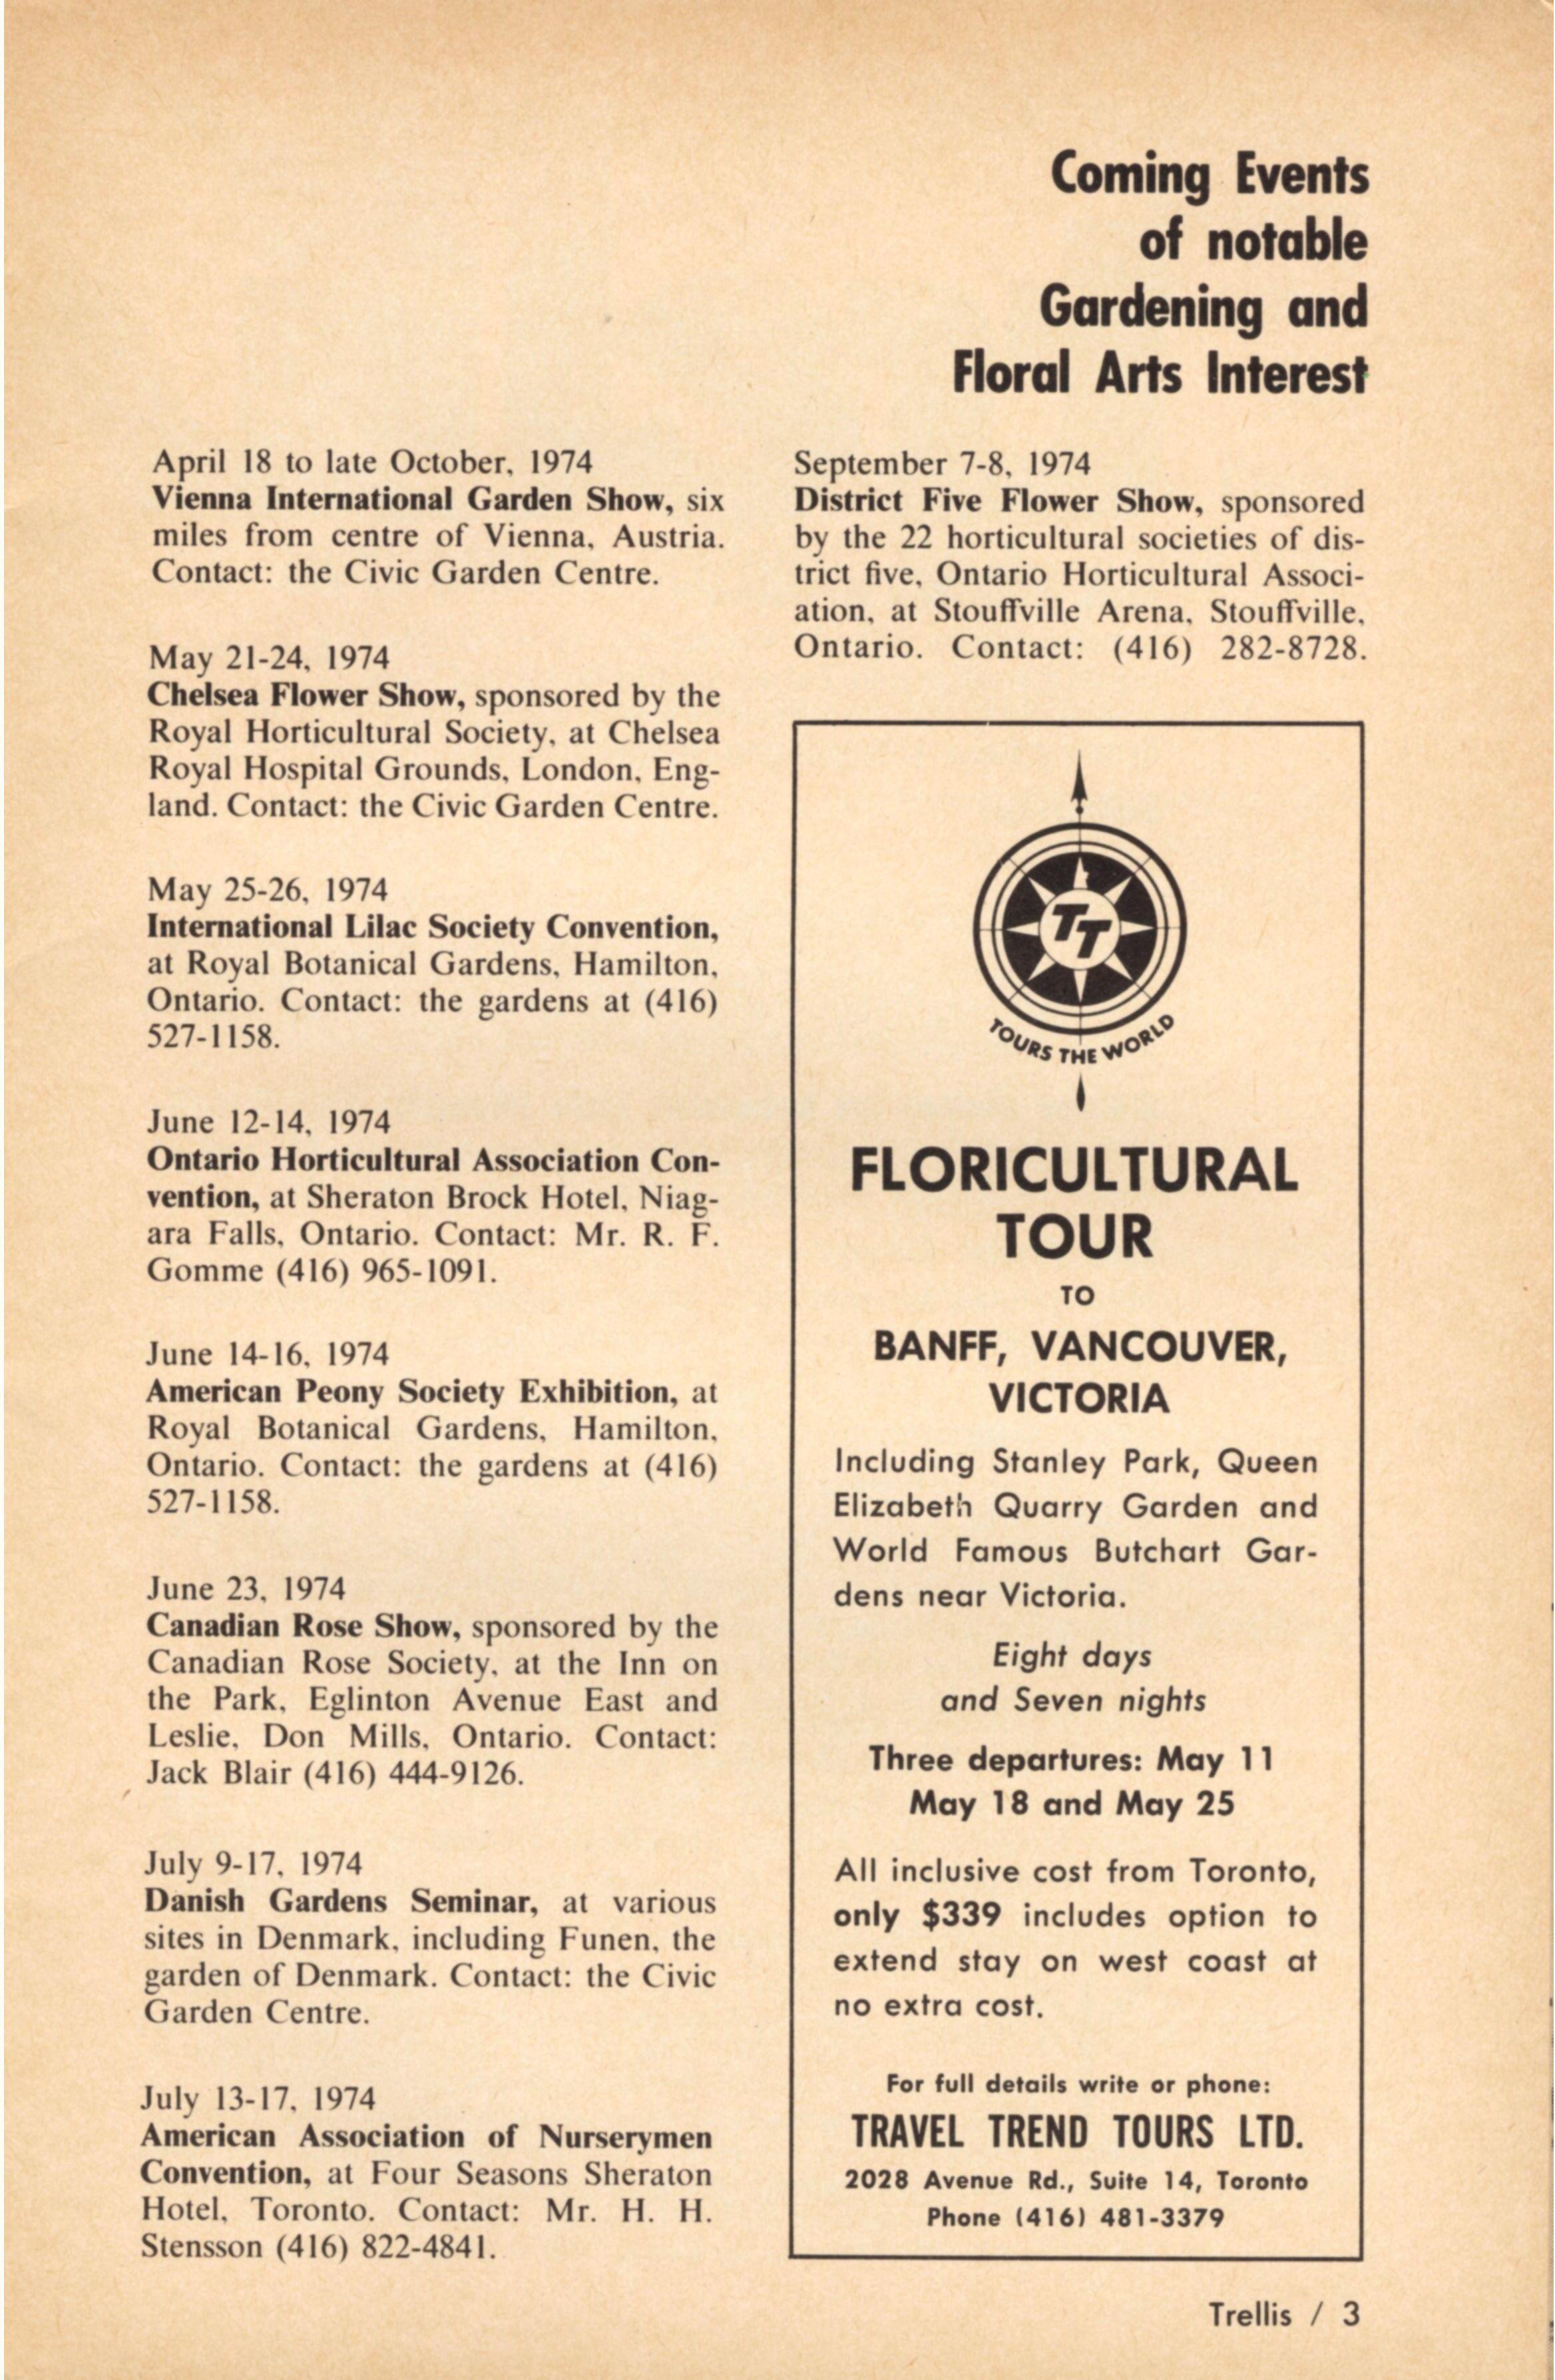 Coming Events
of notable
Gardening and
Floral Arts Interest
April 18 to late October, 1974
Vienna International Garden Show, six
miles from centre of Vienna, Austria.
Contact: the Civic Garden Centre.
May 21-24, 1974
Chelsea Flower Show, sponsored by the
Royal Horticultural Society, at Chelsea
Royal Hospital Grounds, London, Eng-
land. Contact: the Civic Garden Centre.
May 25-26, 1974
International Lilac Society Convention,
at Royal Botanical Gardens, Hamilton,
Ontario. Contact: the gardens at (416)
527-1158.
June 12-14, 1974
Ontario Horticultural Association Con-
vention, at Sheraton Brock Hotel, Niag-
ara Falls, Ontario. Contact: Mr. R. F.
Gomme (416) 965-1091.
June 14-16, 1974
American Peony Society Exhibition, at
Royal Botanical Gardens, Hamilton,
Ontario. Contact: the gardens at (416)
527-1158.
June 23, 1974
Canadian Rose Show, sponsored by the
Canadian Rose Society, at the Inn on
the Park, Eglinton Avenue East and
Leslie, Don Mills, Ontario. Contact:
Jack Blair (416) 444-9126.
July 9-17, 1974
Danish Gardens Seminar, at various
sites in Denmark, including Funen, the
garden of Denmark. Contact: the Civic
Garden Centre.
July 13-17, 1974
American Association of Nurserymen
Convention, at Four Seasons Sheraton
Hotel, Toronto. Contact: Mr. H. H.
Stensson (416) 822-4841.
September 7-8, 1974
District Five Flower Show, sponsored
by the 22 horticultural societies of dis-
trict five, Ontario Horticultural Associ-
ation, at Stouffville Arena, Stouffville,
Ontario. Contact: (416) 282-8728.
TT
TOURS THE WORLD
FLORICULTURAL
TOUR
TO
BANFF, VANCOUVER,
VICTORIA
Including Stanley Park, Queen
Elizabeth Quarry Garden and
World Famous Butchart Gar-
dens near Victoria.
Eight days
and Seven nights
Three departures: May 11
May 18 and May 25
All inclusive cost from Toronto,
only $339 includes option to
extend stay on west coast at
no extra cost.
For full details write or phone:
TRAVEL TREND TOURS LTD.
2028 Avenue Rd., Suite 14, Toronto
Phone (416) 481-3379
Trellis / 3